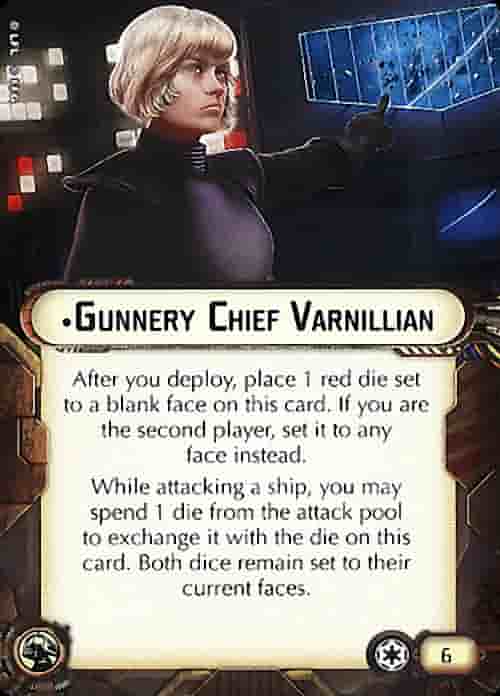 •Gunnery Chief Varnillian
After you deploy, place 1 red die set
to a blank face on this card. If you are
the second player, set it to any
face instead.
While attacking a ship, you may
spend 1 die from the attack pool
to exchange it with the die on this
card. Both dice remain set to their
current faces.
6